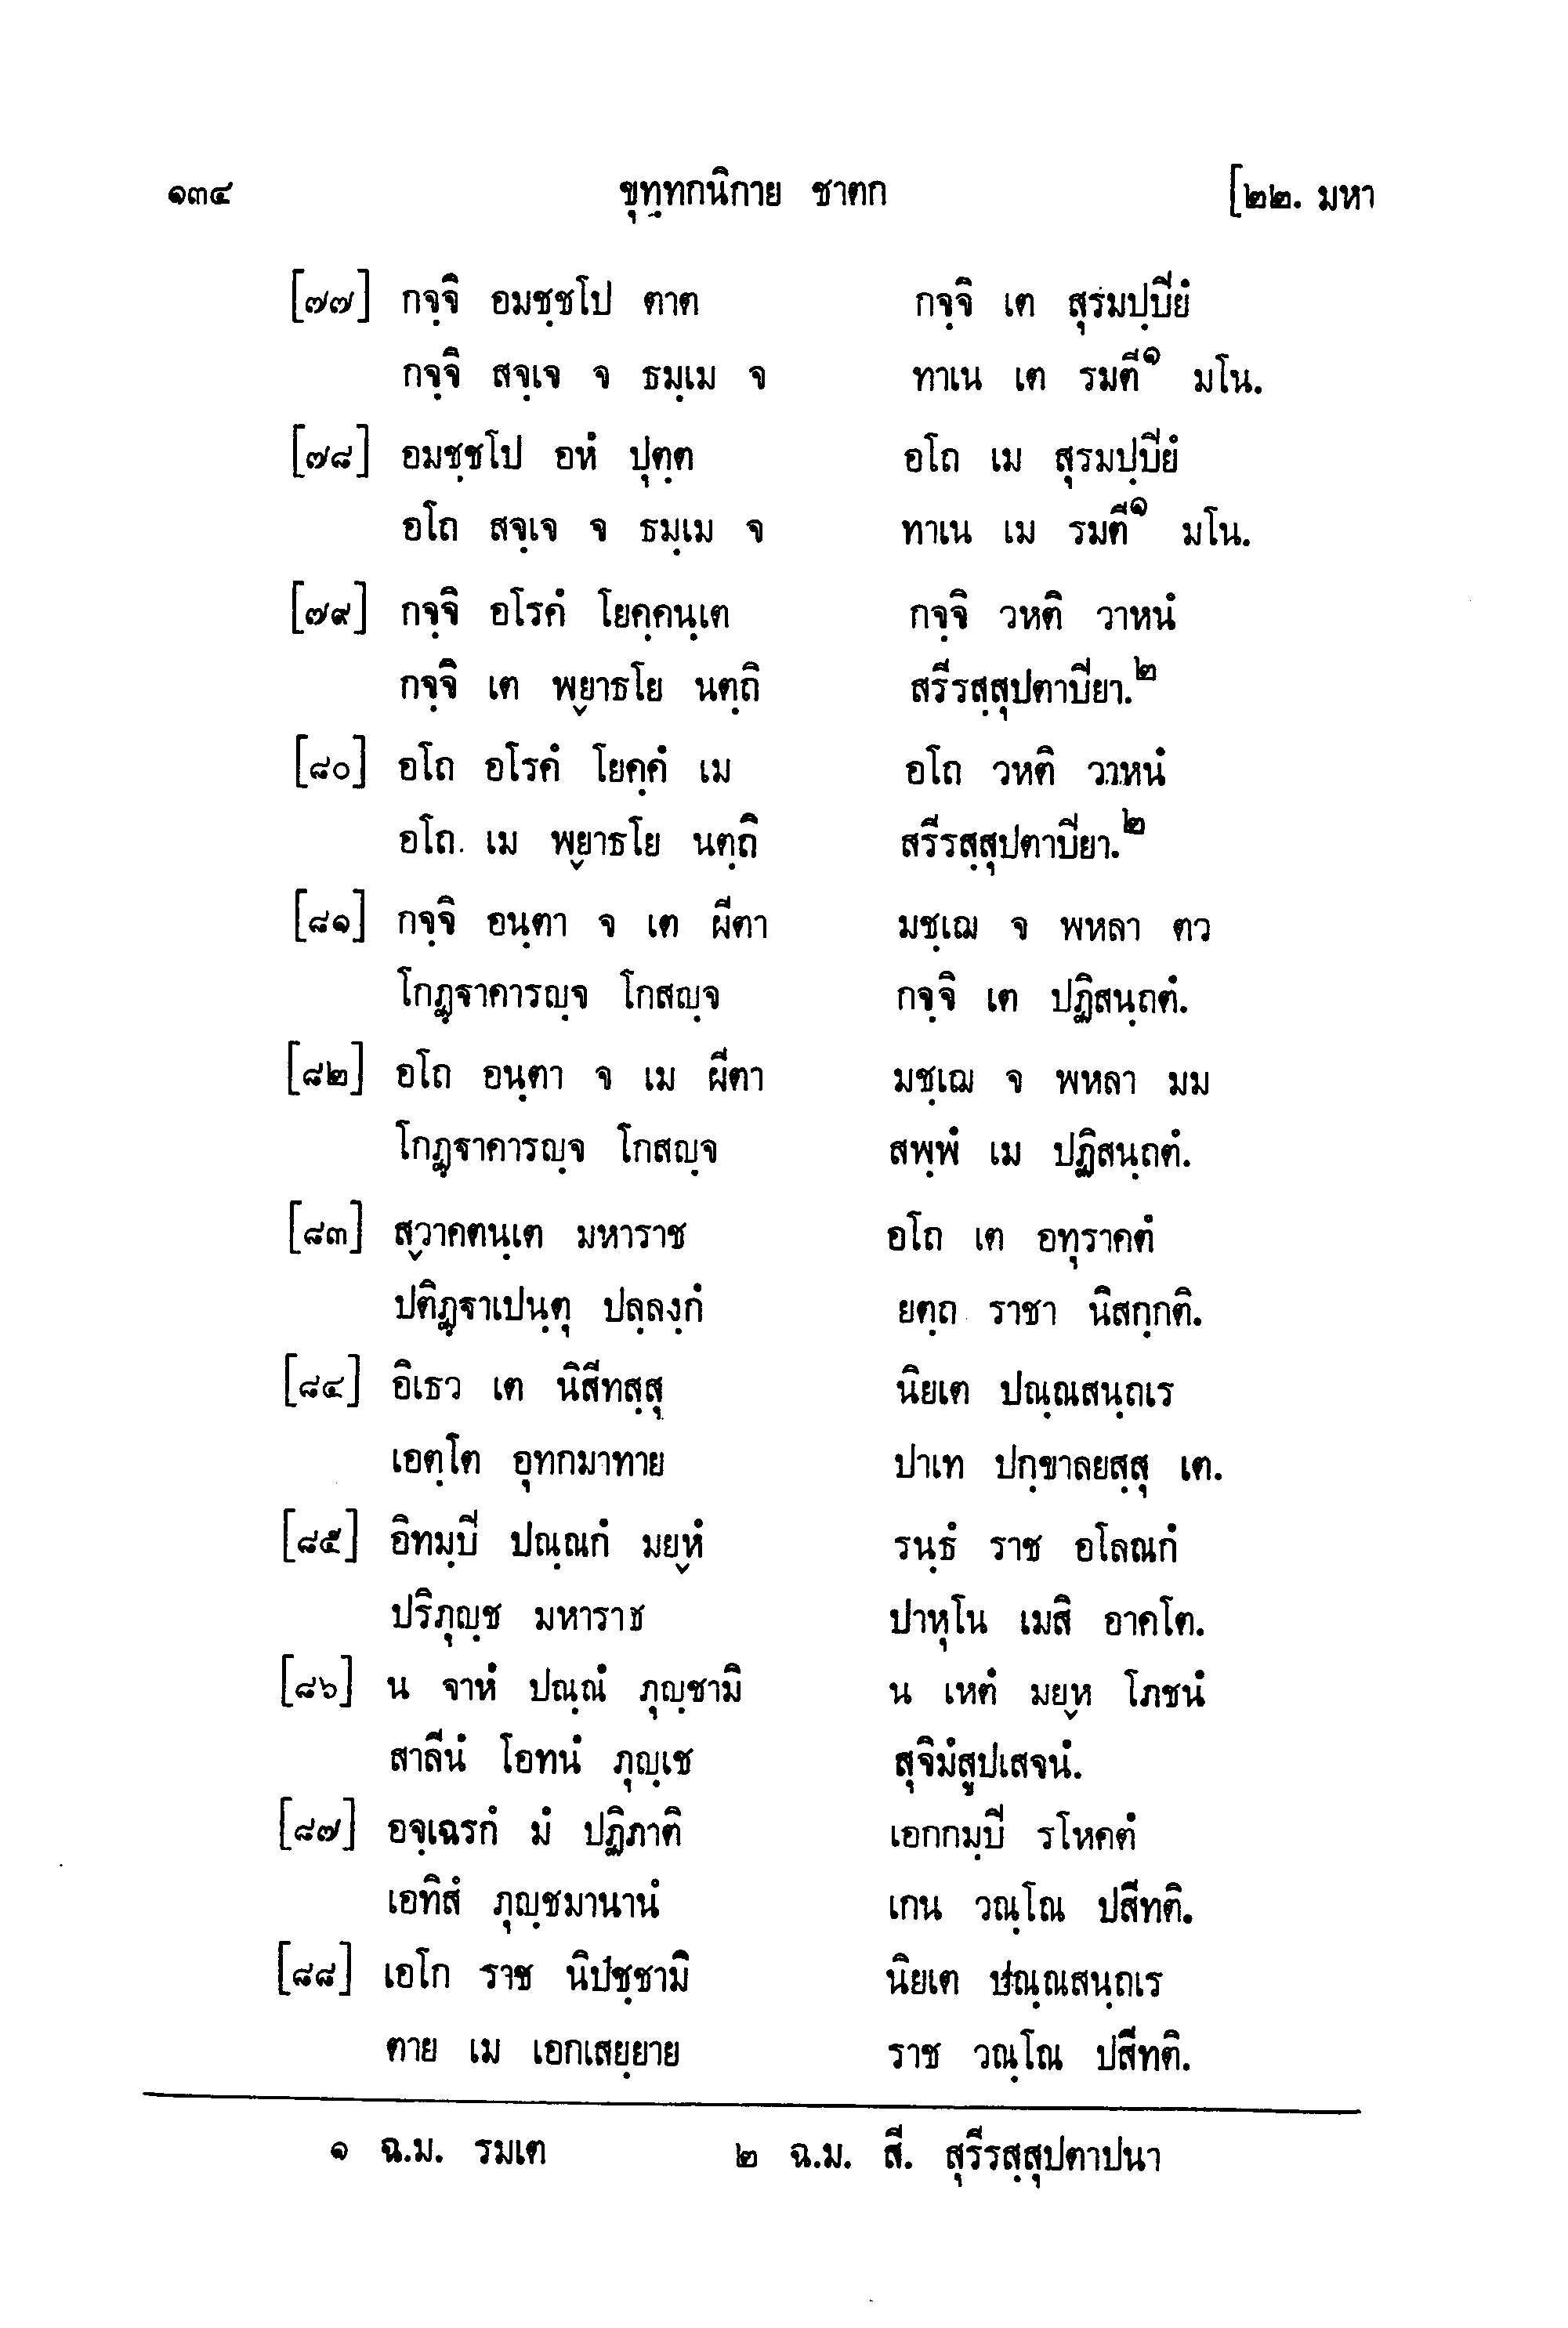 ๑๓๔ ขุทฺทกนิกาย ชาตก [๒๒. มหา
[๗๗] กจฺจิ อมชฺชโป ตาต กจฺจิ เต สุรมปฺปิยํ
กจฺจิ สจฺเจ จ ธมฺเม จ ทาเน เต รมตี๑ มโน.
[๗๘] อมชฺชโป อหํ ปุตฺต อโถ เม สุรมปฺปิยํ
อโถ สจฺเจ จ ธมฺเม จ ทาเน เม รมตี๑ มโน.
[๗๙] กจฺจิ อโรคํ โยคฺคนฺเต กจฺจิ วหติ วาหนํ
กจฺจิ เต พฺยาธโย นตฺถิ สรีรสฺสุปตาปิยา.๒
[๘๐] อโถ อโรคํ โยคฺคํ เม อโถ วหติ วาหนํ
อโถ เม พฺยาธโย นตฺถิ สรีรสฺสุปตาปิยา.๒
[๘๑] กจฺจิ อนฺตา จ เต ผีตา มชฺเฌ จ พหลา ตว
โกฏฺฐาคารญฺจ โกสญฺจ กจฺจิ เต ปฏิสนฺถตํ.
[๘๒] อโถ อนฺตา จ เม ผีตา มชฺเฌ จ พหลา มม
โกฏฺฐาคารญฺจ โกสญฺจ สพฺพํ เม ปฏิสนฺถตํ.
[๘๓] สฺวาคตนฺเต มหาราช อโถ เต อทุราคตํ
ปติฏฺฐาเปนฺตุ ปลฺลงฺกํ ยตฺถ ราชา นิสกฺกติ.
[๘๔] อิเธว เต นิสีทสฺสุ นิยเต ปณฺณสนฺถเร
เอตฺโต อุทกมาทาย ปาเท ปกฺขาลยสฺสุ เต.
[๘๕] อิทมฺปิ ปณฺณกํ มยฺหํ รนฺธํ ราช อโลณกํ
ปริภุญฺช มหาราช ปาหุโน เมสิ อาคโต.
[๘๖] น จาหํ ปณฺณํ ภุญฺชามิ น เหตํ มยฺห โภชนํ
สาลีนํ โอทนํ ภุญฺเช สุจิมํสูปเสจนํ.
[๘๗] อจฺเฉรกํ มํ ปฏิภาติ เอกกมฺปิ รโหคตํ
เอทิสํ ภุญฺชมานานํ เกน วณฺโณ ปสีทติ.
[๘๘] เอโก ราช นิปชฺชามิ นิยเต ปณฺณสนฺถเร
ตาย เม เอกเสยฺยาย ราช วณฺโณ ปสีทติ.
๑ ฉ.ม. รมเต ๒ ฉ.ม. สี. สุรีรสฺสุปตาปนา